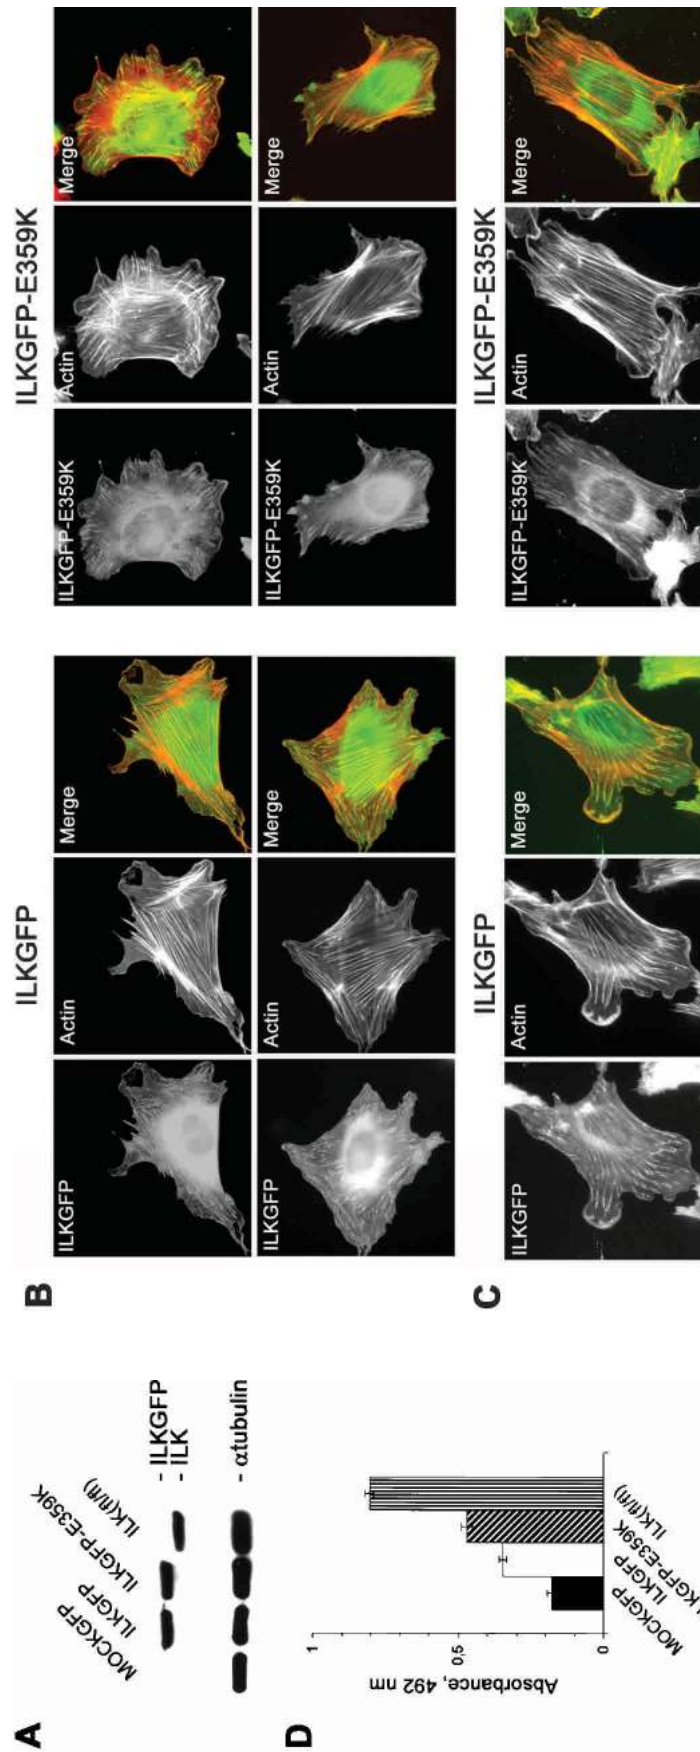 A
MOCKGFP
ILKGFP
ILKGFP-E359K
ILK(fl/fl)
- ILKGFP
- ILK
- αtubulin
B
ILKGFP
ILKGFP-E359K
ILKGFP
Actin
Merge
ILKGFP-E359K
Actin
Merge
ILKGFP
Actin
Merge
ILKGFP-E359K
Actin
Merge
C
ILKGFP
ILKGFP-E359K
ILKGFP
Actin
Merge
ILKGFP-E359K
Actin
Merge
D
Absorbance, 492 nm
1
0,5
0
MOCKGFP
ILKGFP
ILKGFP-E359K
ILK(fl/fl)